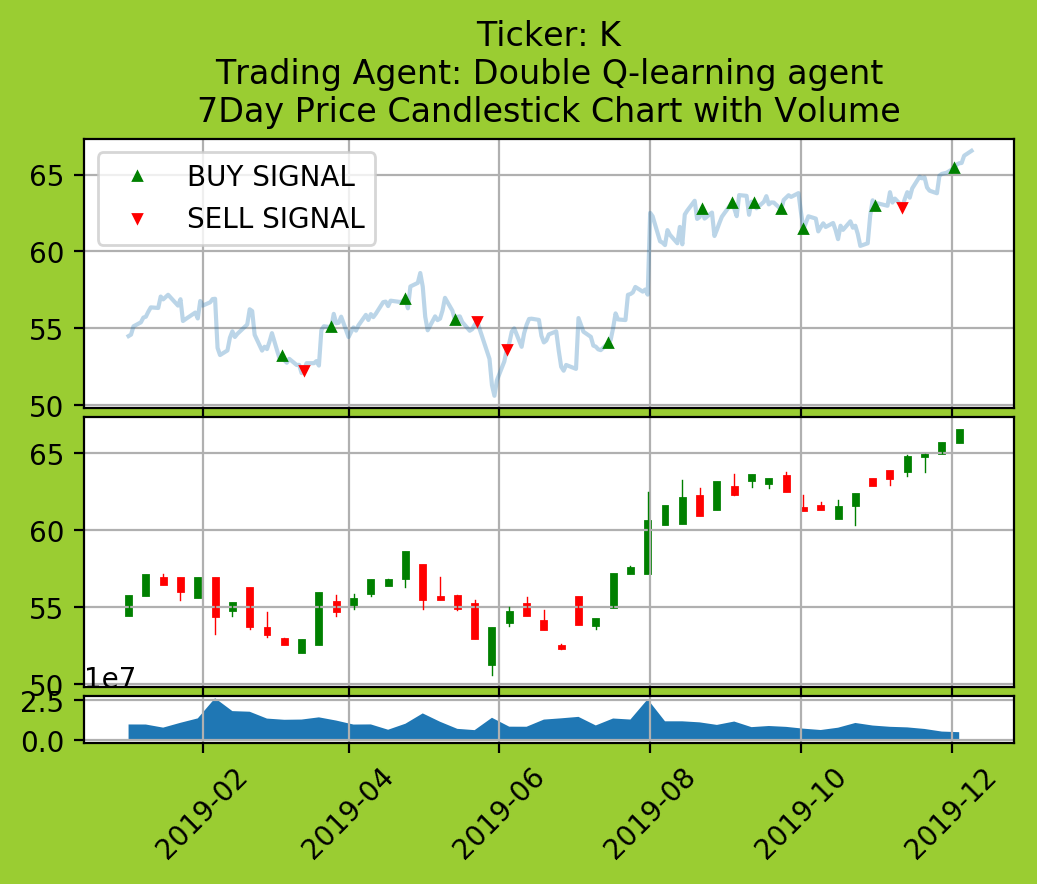 Ticker: K
Trading Agent: Double Q-learning agent
7Day Price Candlestick Chart with Volume
BUY SIGNAL
SELL SIGNAL
65
60
55
50
65
60
55
50
1e7
2.5
0.0
2019-02
2019-04
2019-06
2019-08
2019-10
2019-12